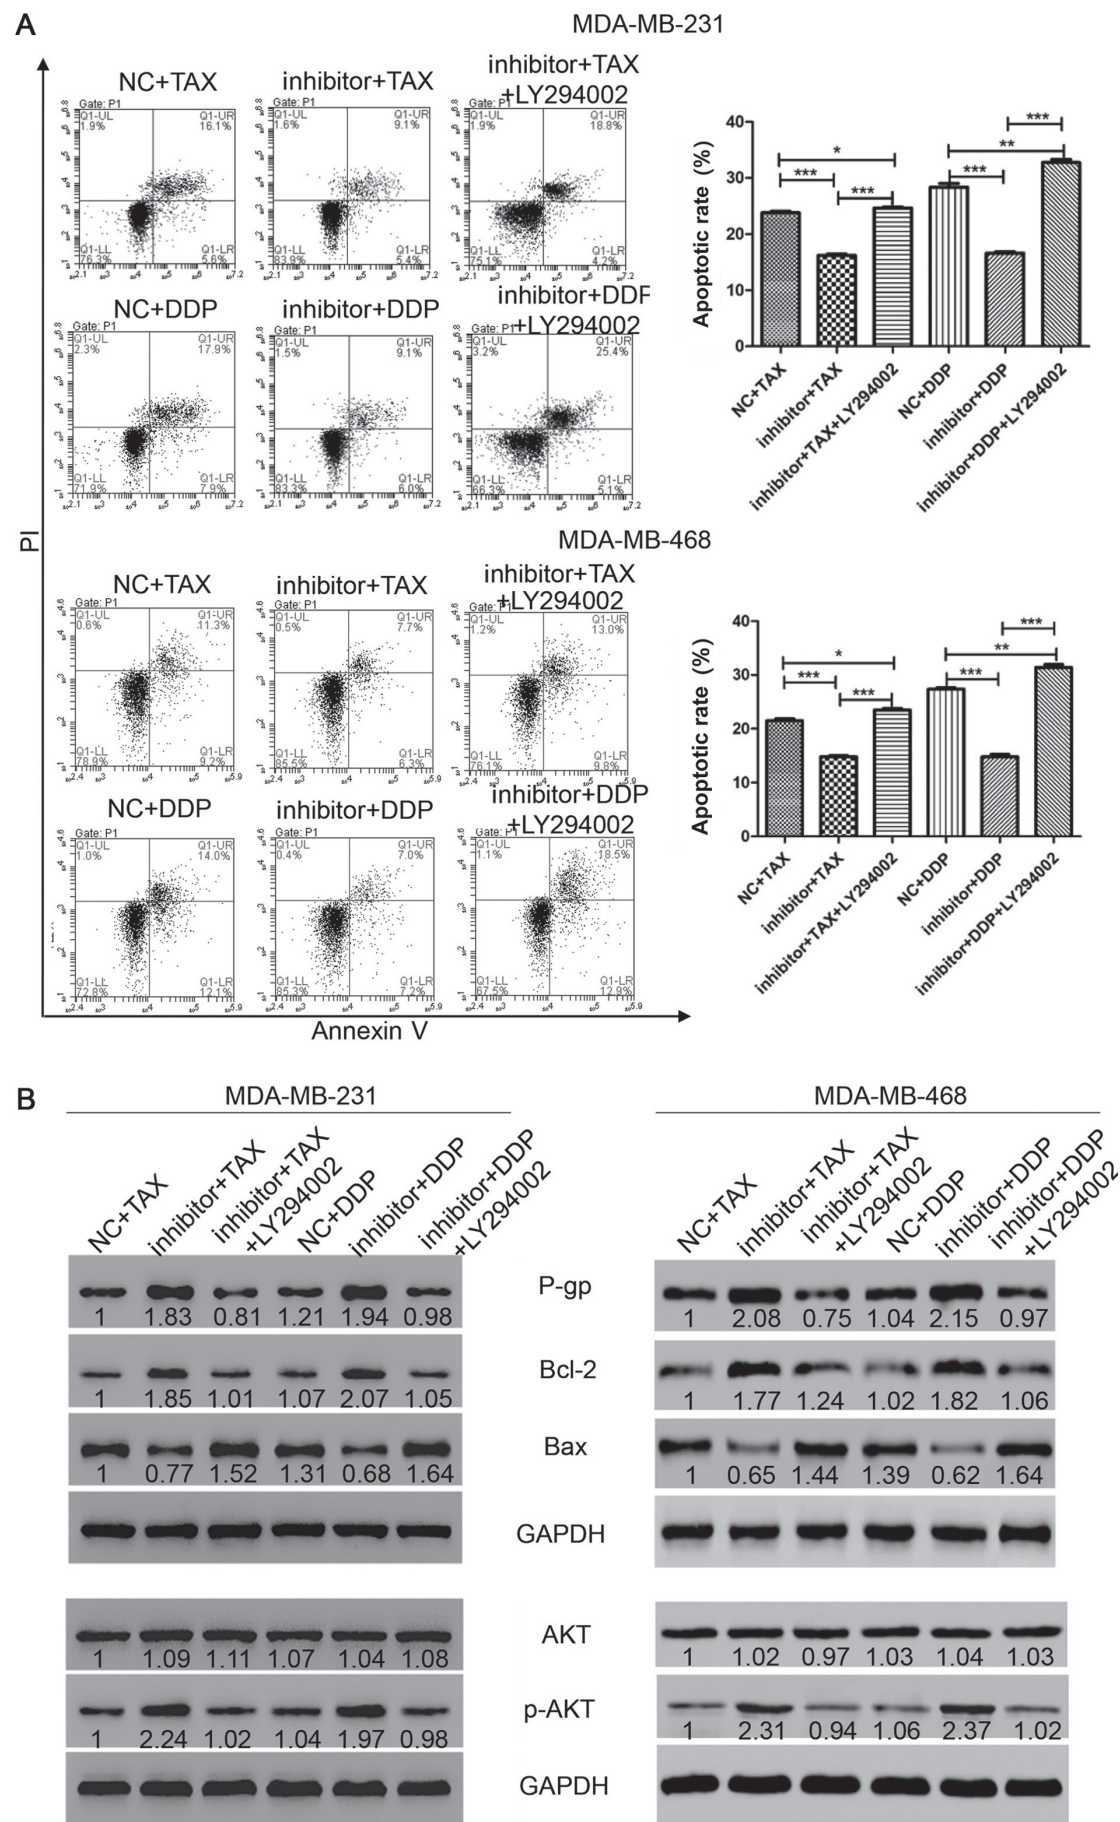 A
MDA-MB-231
NC+TAX
inhibitor+TAX
inhibitor+TAX
+LY294002
Gate: P1
Q1-UL
1.9%
Q1-UR
16.1%
Q1-LL
76.3%
Q1-LR
5.6%
Gate: P1
Q1-UL
1.6%
Q1-UR
9.1%
Q1-LL
83.9%
Q1-LR
5.4%
Gate: P1
Q1-UL
1.9%
Q1-UR
18.8%
Q1-LL
75.1%
Q1-LR
4.2%
NC+DDP
inhibitor+DDP
inhibitor+DDP
+LY294002
Gate: P1
Q1-UL
2.3%
Q1-UR
17.9%
Q1-LL
71.9%
Q1-LR
7.9%
Gate: P1
Q1-UL
1.5%
Q1-UR
9.1%
Q1-LL
83.3%
Q1-LR
6.0%
Gate: P1
Q1-UL
3.2%
Q1-UR
25.4%
Q1-LL
66.3%
Q1-LR
5.1%
Apoptotic rate (%)
40
30
20
10
0
*
***
***
**
***
***
NC+TAX
inhibitor+TAX
inhibitor+TAX+LY294002
NC+DDP
inhibitor+DDP
inhibitor+DDP+LY294002
PI
MDA-MB-468
NC+TAX
inhibitor+TAX
inhibitor+TAX
+LY294002
Gate: P1
Q1-UL
0.6%
Q1-UR
11.3%
Q1-LL
78.9%
Q1-LR
9.2%
Gate: P1
Q1-UL
0.5%
Q1-UR
7.7%
Q1-LL
85.5%
Q1-LR
6.3%
Gate: P1
Q1-UL
1.2%
Q1-UR
13.0%
Q1-LL
76.1%
Q1-LR
9.8%
NC+DDP
inhibitor+DDP
inhibitor+DDP
+LY294002
Gate: P1
Q1-UL
1.0%
Q1-UR
14.0%
Q1-LL
72.8%
Q1-LR
12.1%
Gate: P1
Q1-UL
0.4%
Q1-UR
7.0%
Q1-LL
85.3%
Q1-LR
7.2%
Gate: P1
Q1-UL
1.1%
Q1-UR
18.5%
Q1-LL
67.5%
Q1-LR
12.9%
Annexin V
Apoptotic rate (%)
40
30
20
10
0
*
***
***
**
***
***
NC+TAX
inhibitor+TAX
inhibitor+TAX+LY294002
NC+DDP
inhibitor+DDP
inhibitor+DDP+LY294002
B
MDA-MB-231
MDA-MB-468
NC+TAX
inhibitor+TAX
inhibitor+TAX
+LY294002
NC+DDP
inhibitor+DDP
inhibitor+DDP
+LY294002
NC+TAX
inhibitor+TAX
inhibitor+TAX
+LY294002
NC+DDP
inhibitor+DDP
inhibitor+DDP
+LY294002
1 1.83 0.81 1.21 1.94 0.98
P-gp
1 2.08 0.75 1.04 2.15 0.97
1 1.85 1.01 1.07 2.07 1.05
Bcl-2
1 1.77 1.24 1.02 1.82 1.06
1 0.77 1.52 1.31 0.68 1.64
Bax
1 0.65 1.44 1.39 0.62 1.64
GAPDH
1 1.09 1.11 1.07 1.04 1.08
AKT
1 1.02 0.97 1.03 1.04 1.03
1 2.24 1.02 1.04 1.97 0.98
p-AKT
1 2.31 0.94 1.06 2.37 1.02
GAPDH